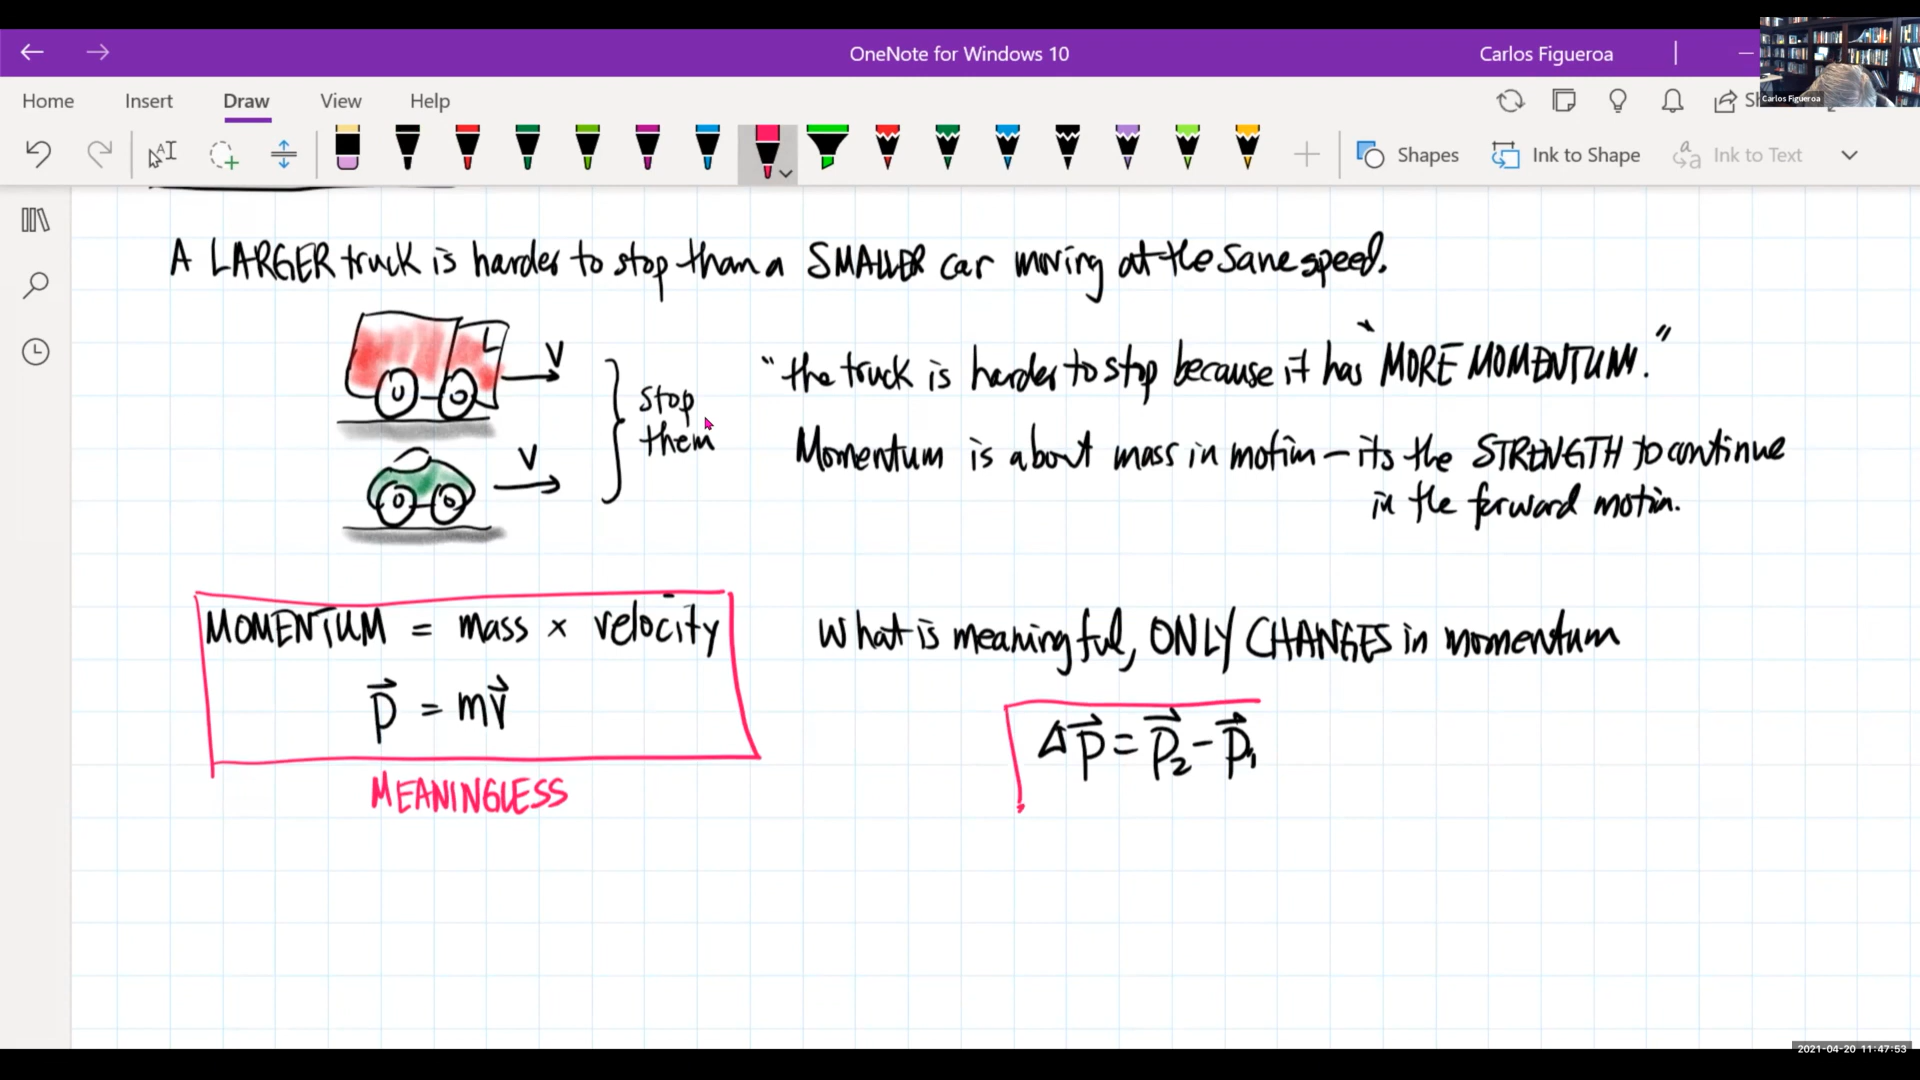 OneNote for Windows 10
Carlos Figueroa
Carlos Figueroa
Home Insert Draw View Help
Shapes Ink to Shape Ink to Text
A LARGER truck is harder to stop than a SMALLER car moving at the same speed.
V
V
stop
them
"the truck is harder to stop because it has "MORE MOMENTUM."
Momentum is about mass in motion – its the STRENGTH to continue
in the forward motion.
MOMENTUM = mass × velocity
p⃗ = mv⃗
MEANINGLESS
What is meaningful, ONLY CHANGES in momentum
Δp⃗ = p⃗₂ - p⃗₁
2021-04-20 11:47:53